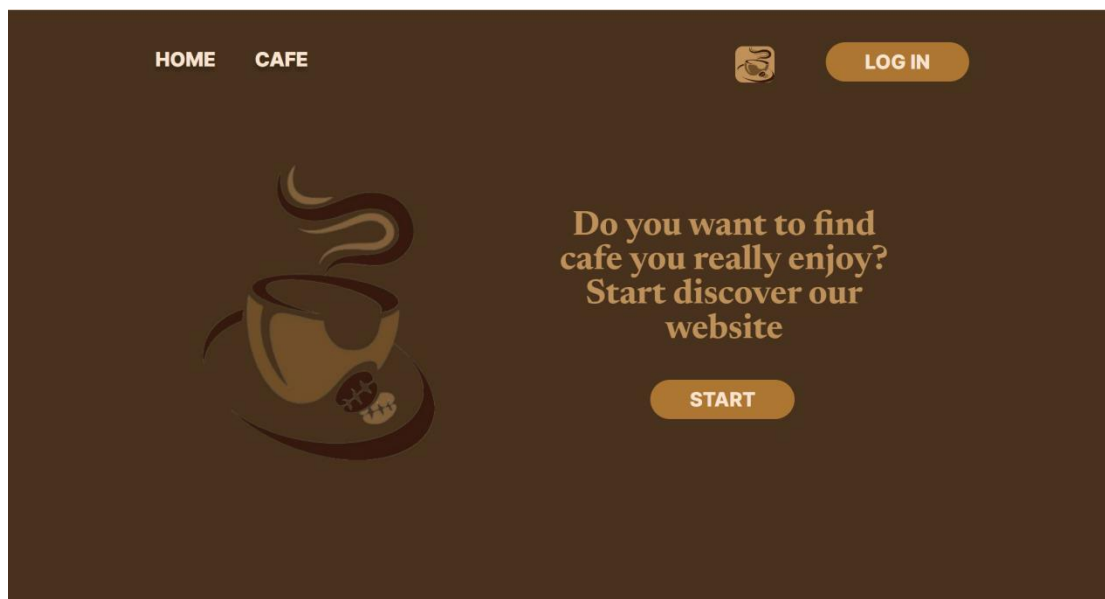 HOME
CAFE
LOG IN
Do you want to find
cafe you really enjoy?
Start discover our
website
START